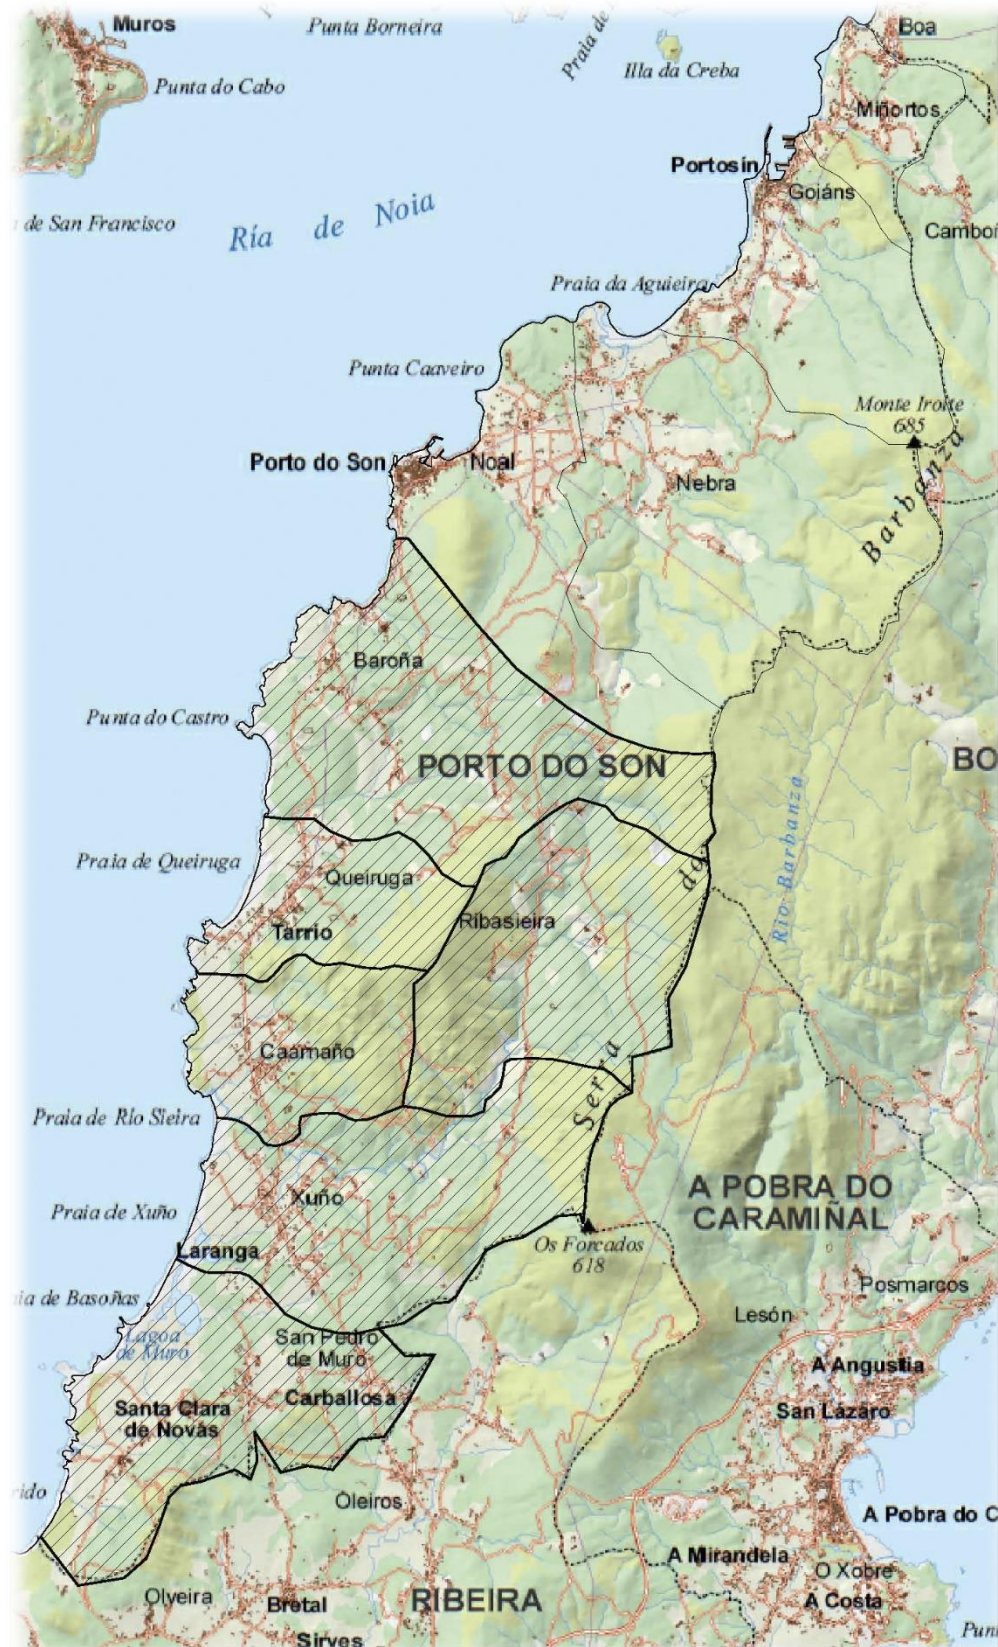 Muros
Punta Borneira
Praia de
Boa
Illa da Creba
Punta do Cabo
Miñortos
Portosín
Goiáns
de San Francisco
Ría de Noia
Camboñ
Praia da Aguieira
Punta Caaveiro
Monte Iroite
685
Porto do Son
Noal
Nebra
Barbanza
Baroña
Punta do Castro
PORTO DO SON
BO
Río Barbanza
Praia de Queiruga
Queiruga
da
Ribasieira
Tarrio
Caamaño
Serra
Praia de Río Sieira
Xuño
A POBRA DO
CARAMIÑAL
Praia de Xuño
Laranga
Os Forcados
618
Posmarcos
ia de Basoñas
Lesón
Lagoa
de Muro
San Pedro
de Muro
A Angustia
Carballosa
Santa Clara
de Novás
San Lázaro
rido
Oleiros
A Pobra do C
A Mirandela
O Xobre
Olveira
Bretal
RIBEIRA
A Costa
Sirves
Pun